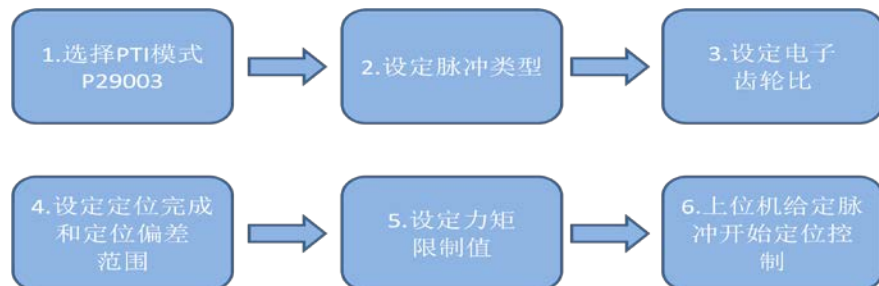 1.选择PTI模式
P29003
2.设定脉冲类型
3.设定电子
齿轮比
4.设定定位完成
和定位偏差
范围
5.设定力矩
限制值
6.上位机给定脉
冲开始定位控
制